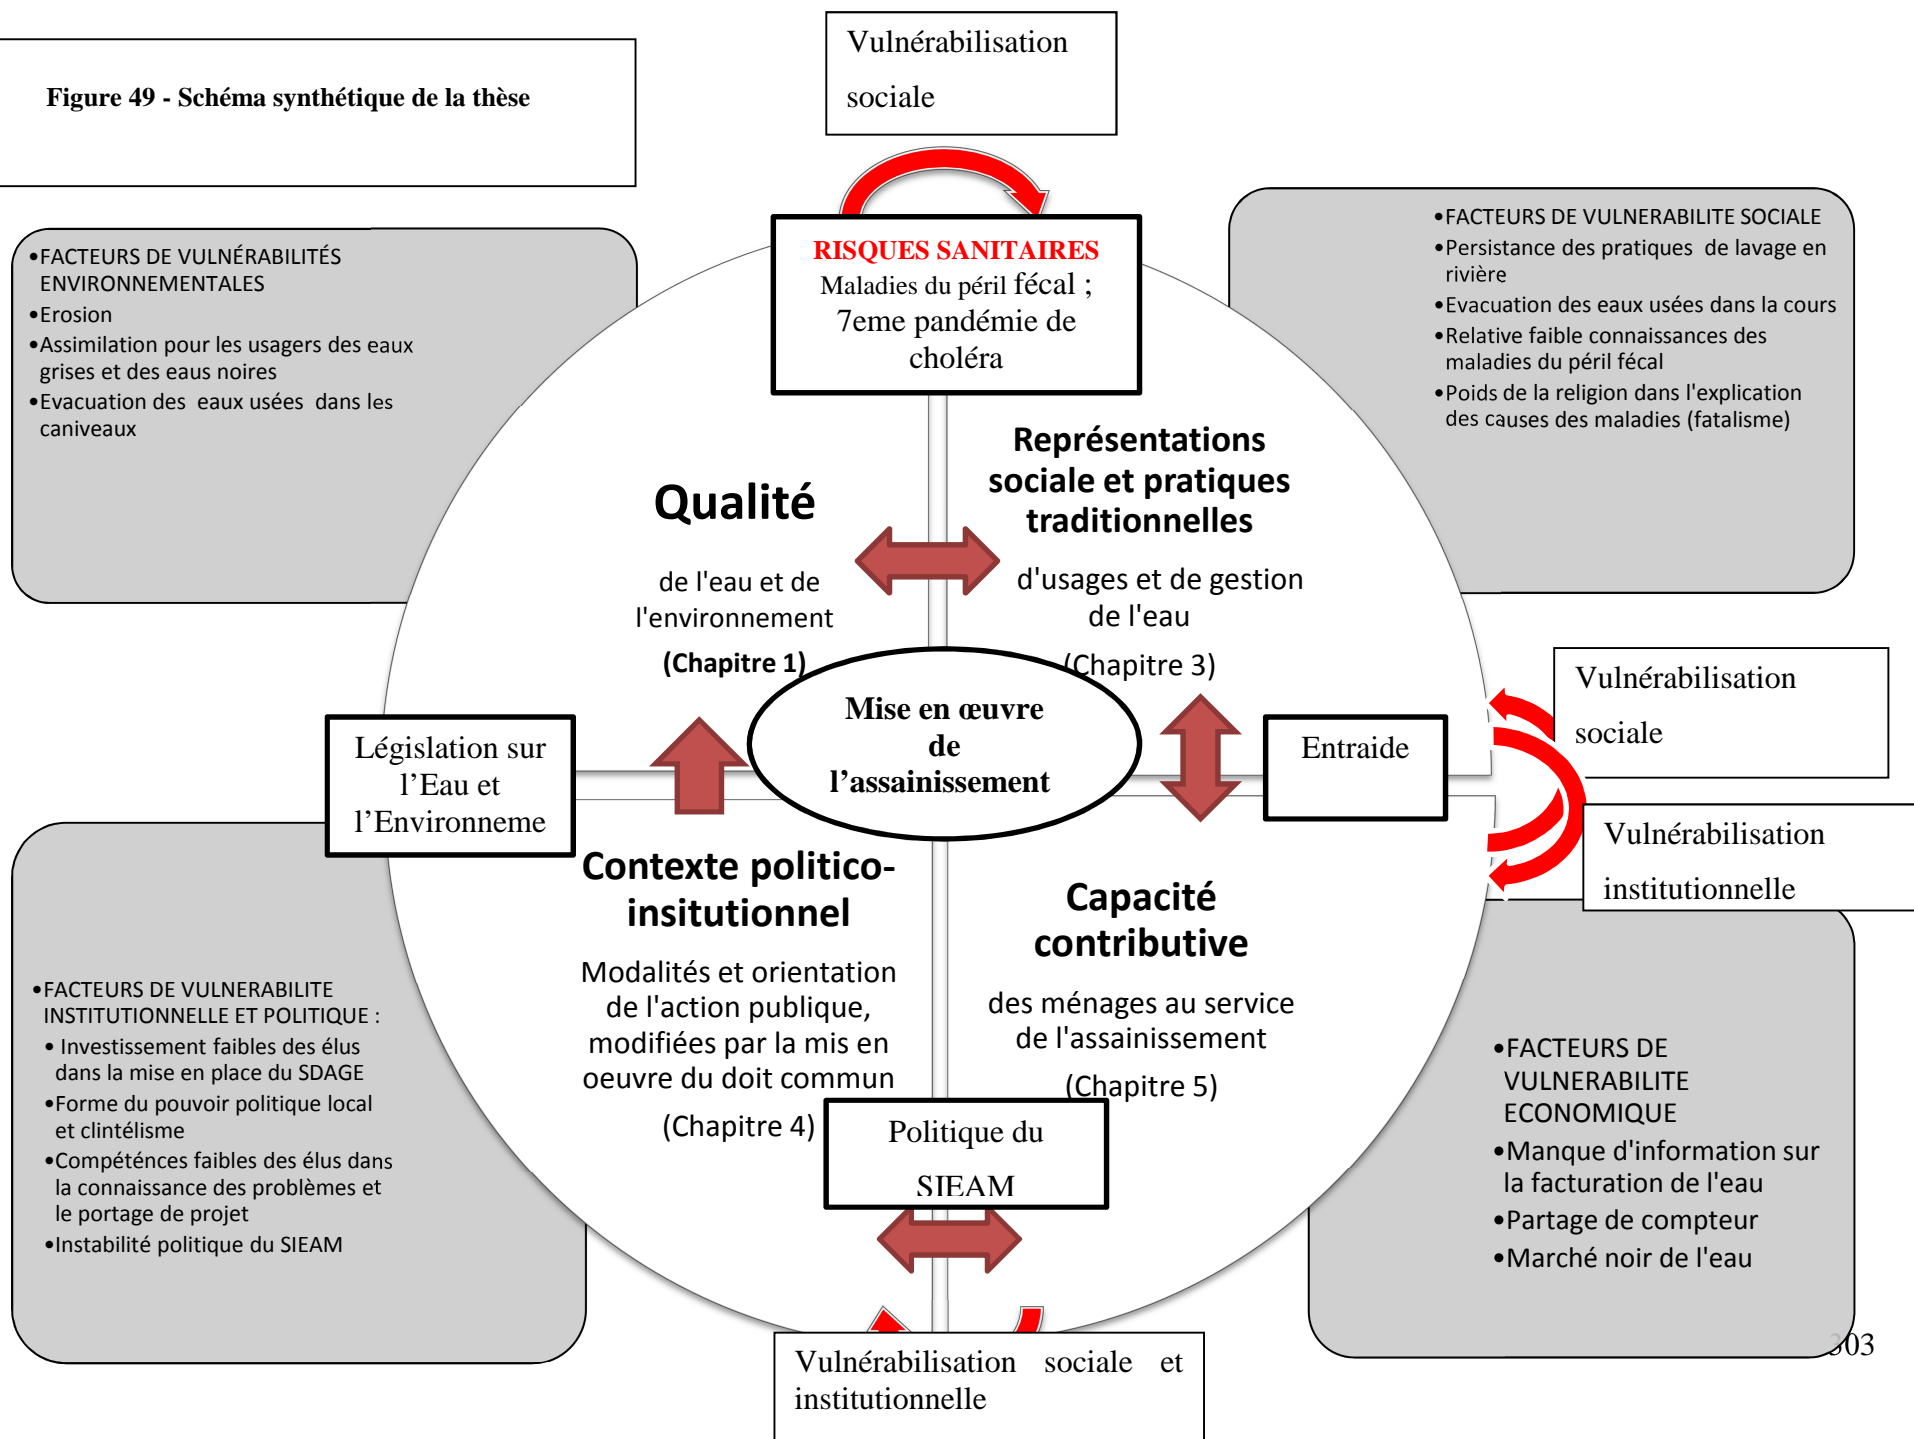 Vulnérabilisation
sociale
Figure 49 - Schéma synthétique de la thèse
•FACTEURS DE VULNÉRABILITÉS
ENVIRONNEMENTALES
•Erosion
•Assimilation pour les usagers des eaux
grises et des eaus noires
•Evacuation des eaux usées dans les
caniveaux
RISQUES SANITAIRES
Maladies du péril fécal ;
7eme pandémie de
choléra
•FACTEURS DE VULNERABILITE SOCIALE
•Persistance des pratiques de lavage en
rivière
•Evacuation des eaux usées dans la cours
•Relative faible connaissances des
maladies du péril fécal
•Poids de la religion dans l'explication
des causes des maladies (fatalisme)
Qualité
de l'eau et de
l'environnement
(Chapitre 1)
Représentations
sociale et pratiques
traditionnelles
d'usages et de gestion
de l'eau
(Chapitre 3)
Mise en œuvre
de
l’assainissement
Législation sur
l’Eau et
l’Environneme
Entraide
Vulnérabilisation
sociale
Vulnérabilisation
institutionnelle
Contexte politico-
insitutionnel
Modalités et orientation
de l'action publique,
modifiées par la mis en
oeuvre du doit commun
(Chapitre 4)
Capacité
contributive
des ménages au service
de l'assainissement
(Chapitre 5)
Politique du
SIEAM
•FACTEURS DE VULNERABILITE
INSTITUTIONNELLE ET POLITIQUE :
• Investissement faibles des élus
dans la mise en place du SDAGE
•Forme du pouvoir politique local
et clintélisme
•Compéténces faibles des élus dans
la connaissance des problèmes et
le portage de projet
•Instabilité politique du SIEAM
•FACTEURS DE
VULNERABILITE
ECONOMIQUE
•Manque d'information sur
la facturation de l'eau
•Partage de compteur
•Marché noir de l'eau
Vulnérabilisation sociale et
institutionnelle
303